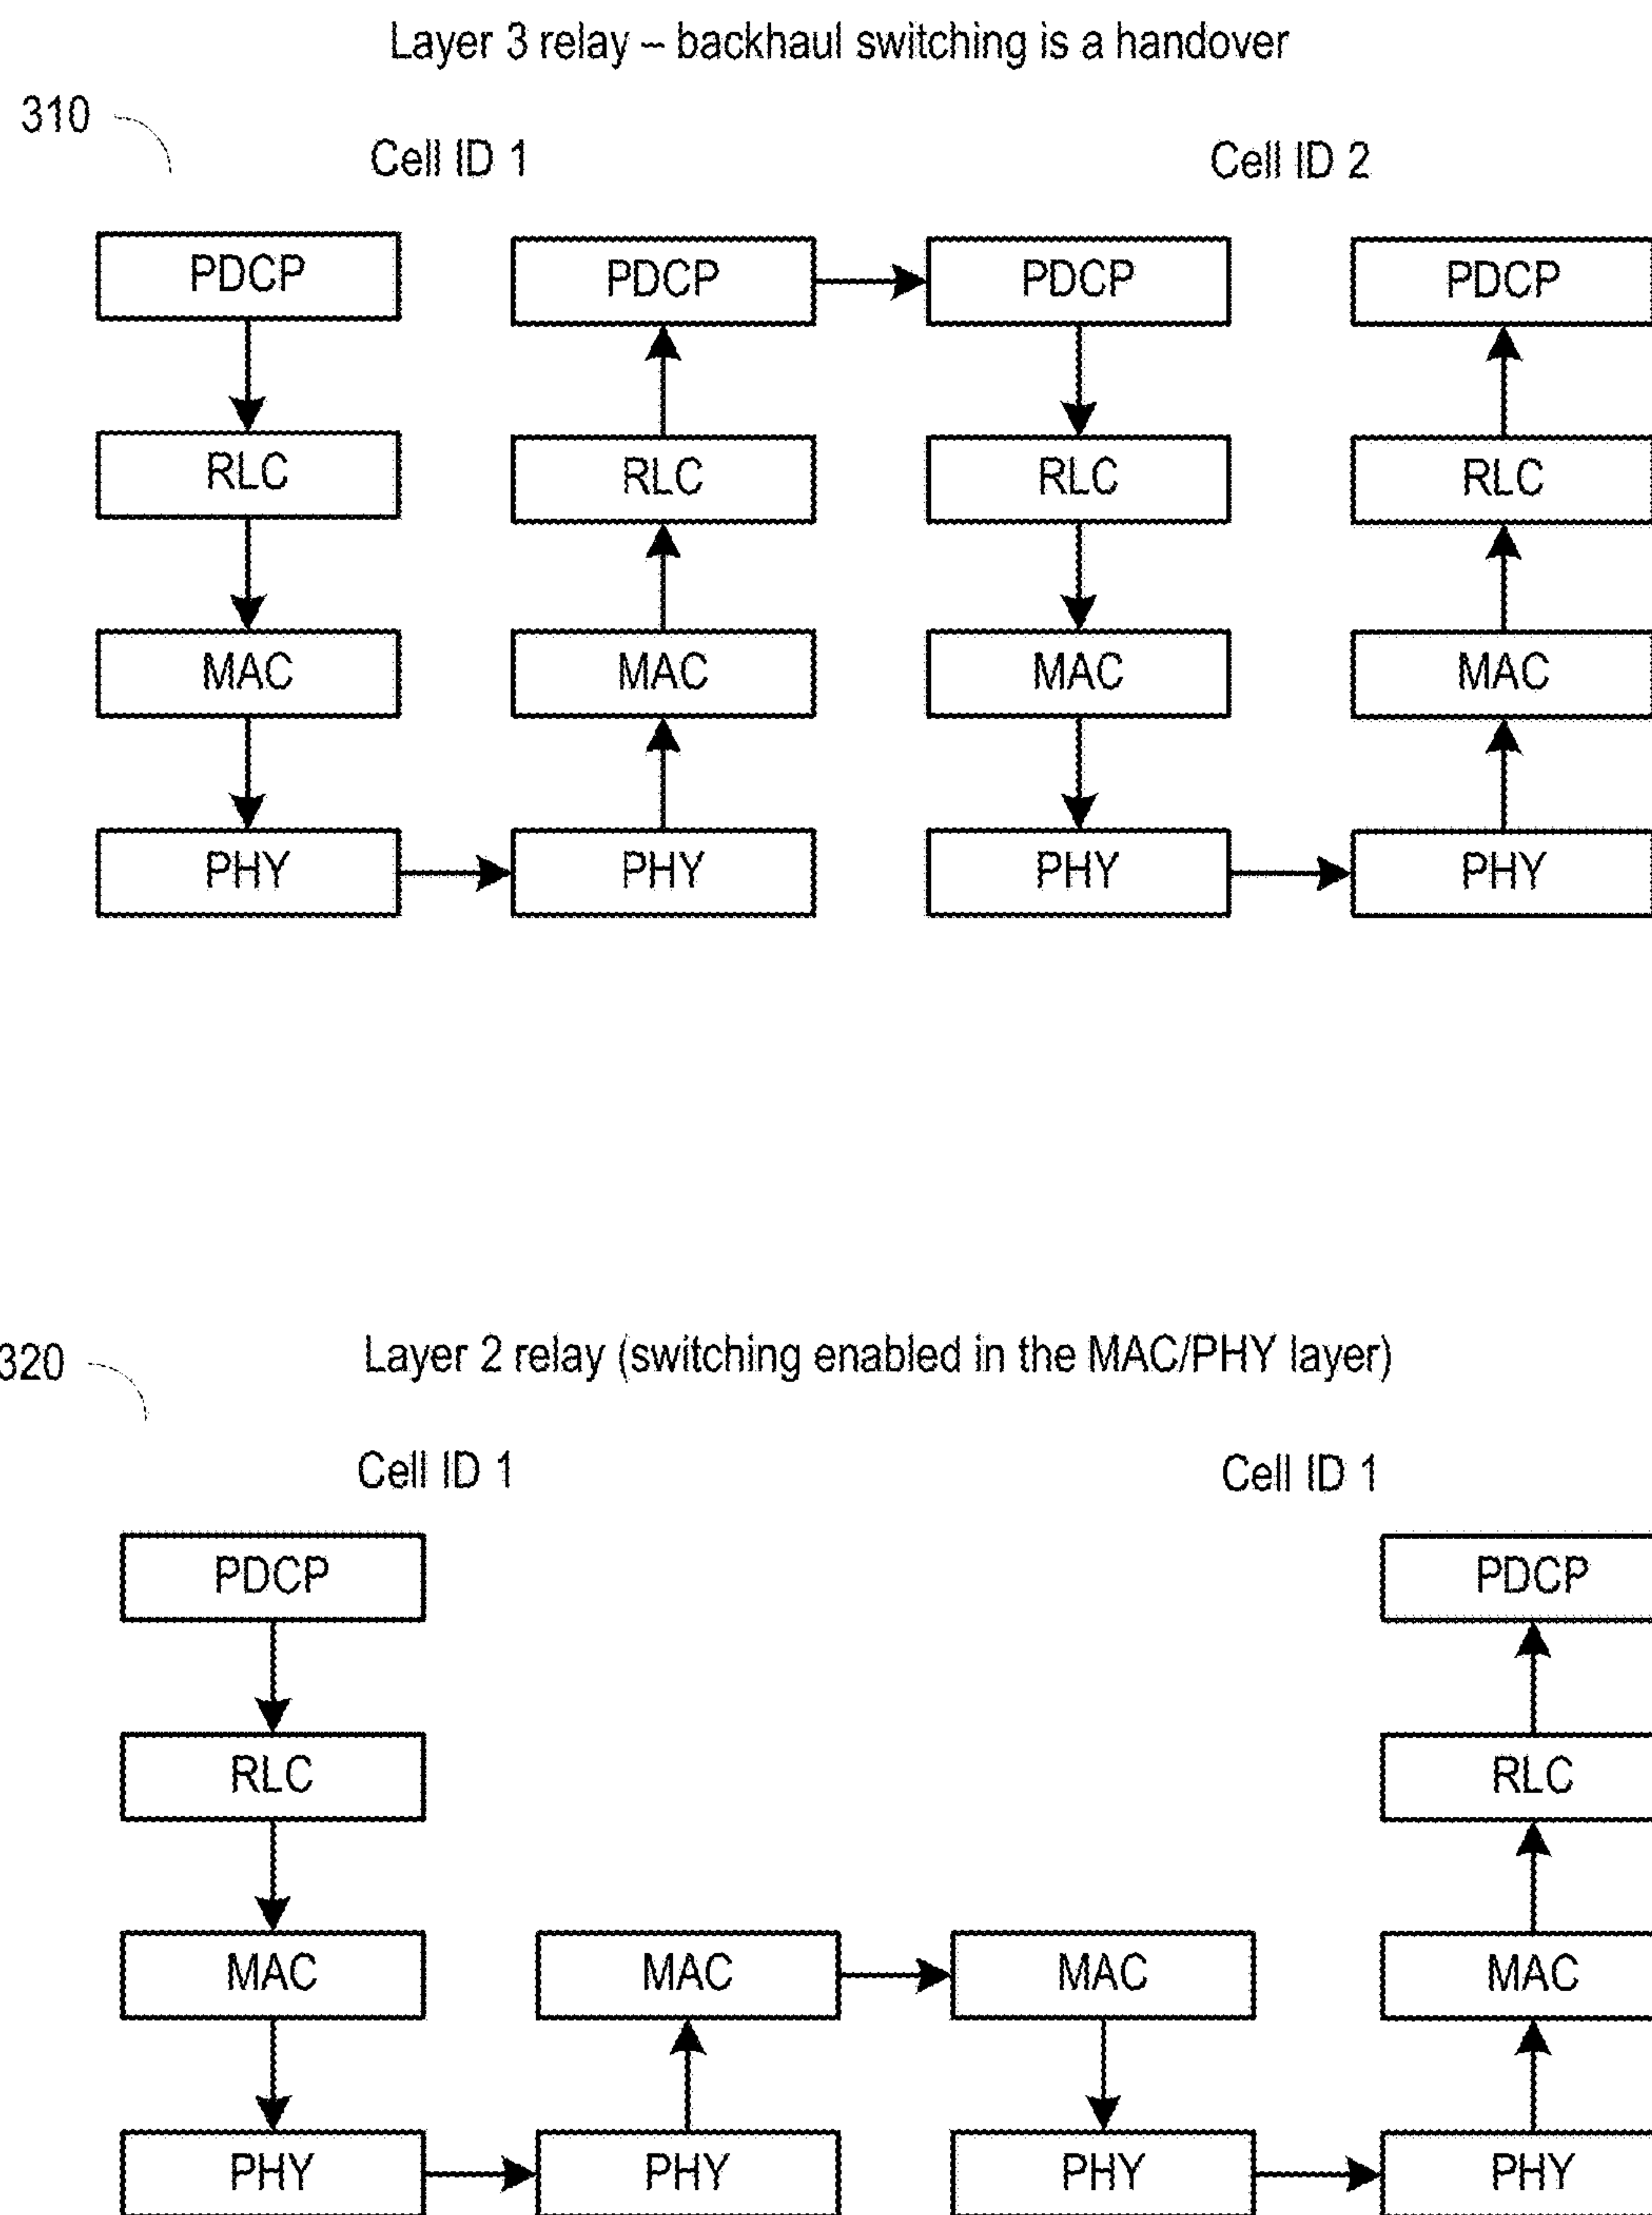 Layer 3 relay – backhaul switching is a handover
310
Cell ID 1 Cell ID 2
PDCP PDCP PDCP PDCP
RLC RLC RLC RLC
MAC MAC MAC MAC
PHY PHY PHY PHY
320 Layer 2 relay (switching enabled in the MAC/PHY layer)
Cell ID 1 Cell ID 1
PDCP PDCP
RLC RLC
MAC MAC MAC MAC
PHY PHY PHY PHY